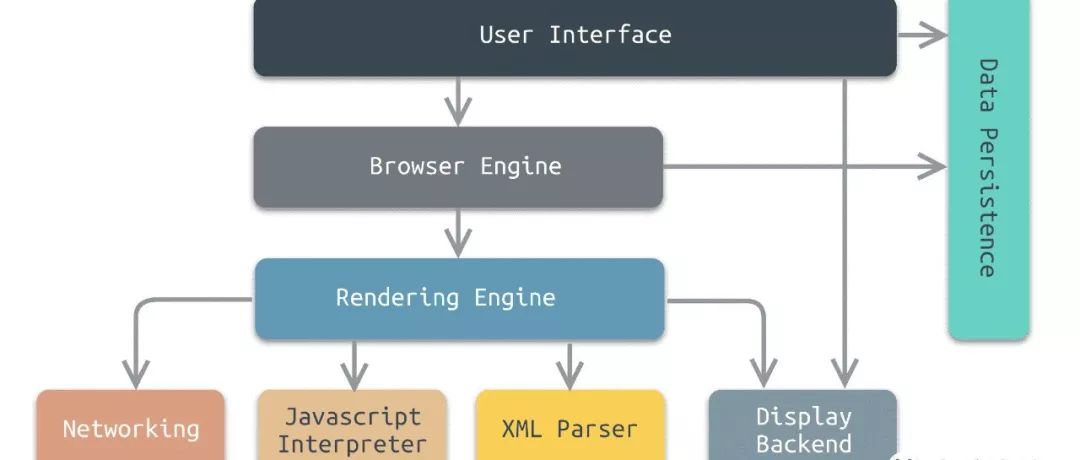 User Interface
Data Persistence
Browser Engine
Rendering Engine
Networking
Javascript
Interpreter
XML Parser
Display
Backend